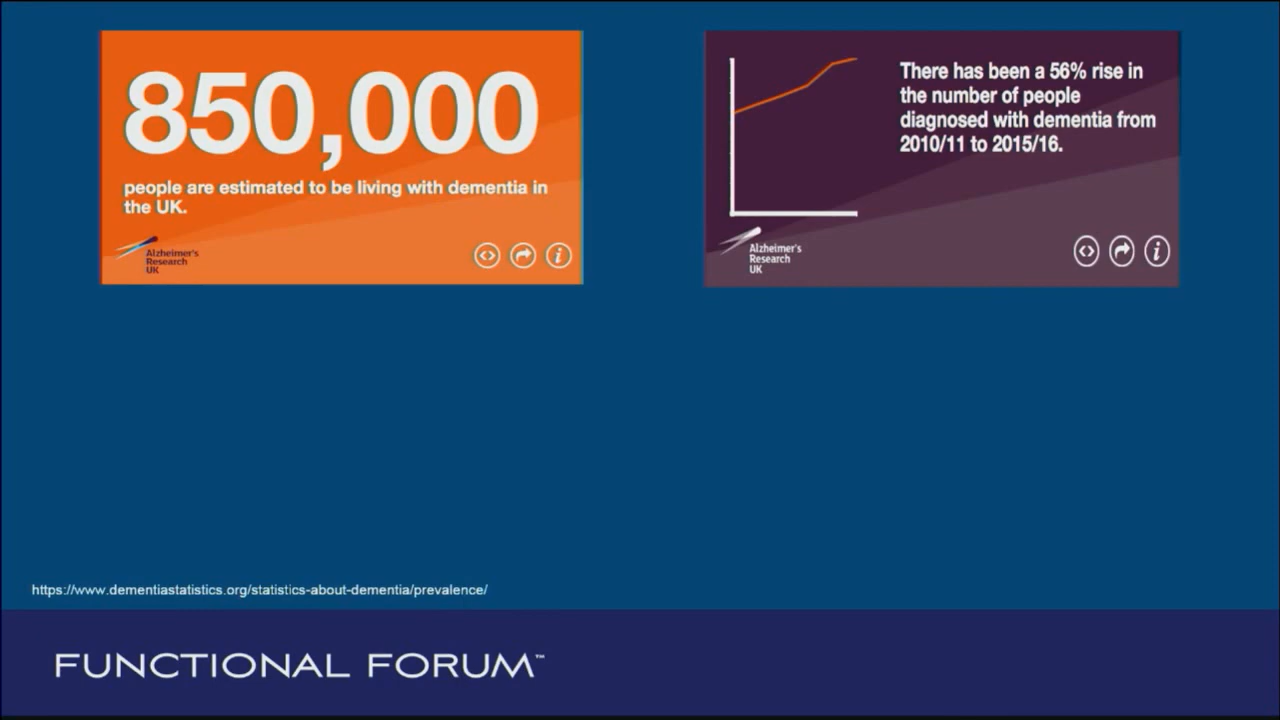 850,000
people are estimated to be living with dementia in
the UK.
Alzheimer's
Research
UK
There has been a 56% rise in
the number of people
diagnosed with dementia from
2010/11 to 2015/16.
Alzheimer's
Research
UK
https://www.dementiastatistics.org/statistics-about-dementia/prevalence/
FUNCTIONAL FORUM™